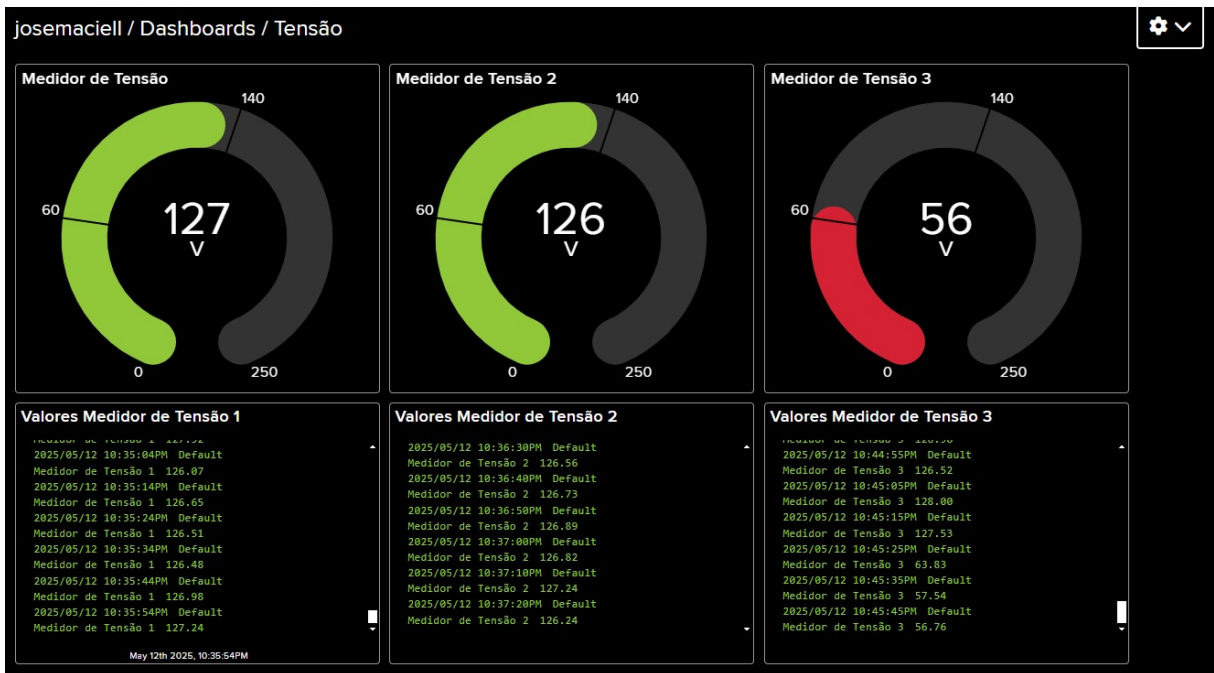 josemaciell / Dashboards / Tensão
Medidor de Tensão
140
60
127
V
0
250
Medidor de Tensão 2
140
60
126
V
0
250
Medidor de Tensão 3
140
60
56
V
0
250
Valores Medidor de Tensão 1
Medidor de Tensão 1
2025/05/12 10:35:04PM Default
Medidor de Tensão 1 126.07
2025/05/12 10:35:14PM Default
Medidor de Tensão 1 126.65
2025/05/12 10:35:24PM Default
Medidor de Tensão 1 126.51
2025/05/12 10:35:34PM Default
Medidor de Tensão 1 126.48
2025/05/12 10:35:44PM Default
Medidor de Tensão 1 126.98
2025/05/12 10:35:54PM Default
Medidor de Tensão 1 127.24
May 12th 2025, 10:35:54PM
Valores Medidor de Tensão 2
2025/05/12 10:36:30PM Default
Medidor de Tensão 2 126.56
2025/05/12 10:36:40PM Default
Medidor de Tensão 2 126.73
2025/05/12 10:36:50PM Default
Medidor de Tensão 2 126.89
2025/05/12 10:37:00PM Default
Medidor de Tensão 2 126.82
2025/05/12 10:37:10PM Default
Medidor de Tensão 2 127.24
2025/05/12 10:37:20PM Default
Medidor de Tensão 2 126.24
Valores Medidor de Tensão 3
Medidor de Tensão 3
2025/05/12 10:44:55PM Default
Medidor de Tensão 3 126.52
2025/05/12 10:45:05PM Default
Medidor de Tensão 3 128.00
2025/05/12 10:45:15PM Default
Medidor de Tensão 3 127.53
2025/05/12 10:45:25PM Default
Medidor de Tensão 3 63.83
2025/05/12 10:45:35PM Default
Medidor de Tensão 3 57.54
2025/05/12 10:45:45PM Default
Medidor de Tensão 3 56.76